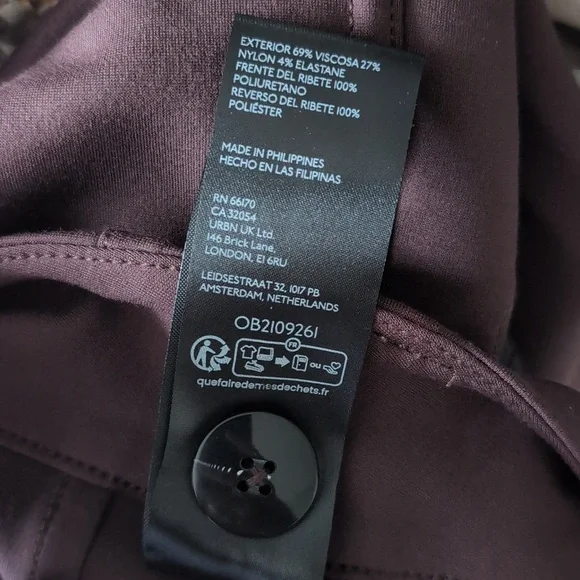 EXTERIOR 69% VISCOSA 27%
NYLON 4% ELASTANE
FRENTE DEL RIBETE 100%
POLIURETANO
REVERSO DEL RIBETE 100%
POLIÉSTER
MADE IN PHILIPPINES
HECHO EN LAS FILIPINAS
RN 66170
CA 32054
URBN UK Ltd.
146 Brick Lane,
LONDON, E1 6RU
LEIDSESTRAAT 32, 1017 PB
AMSTERDAM, NETHERLANDS
OB2109261
FR
ou
quefairedemesdechets.fr